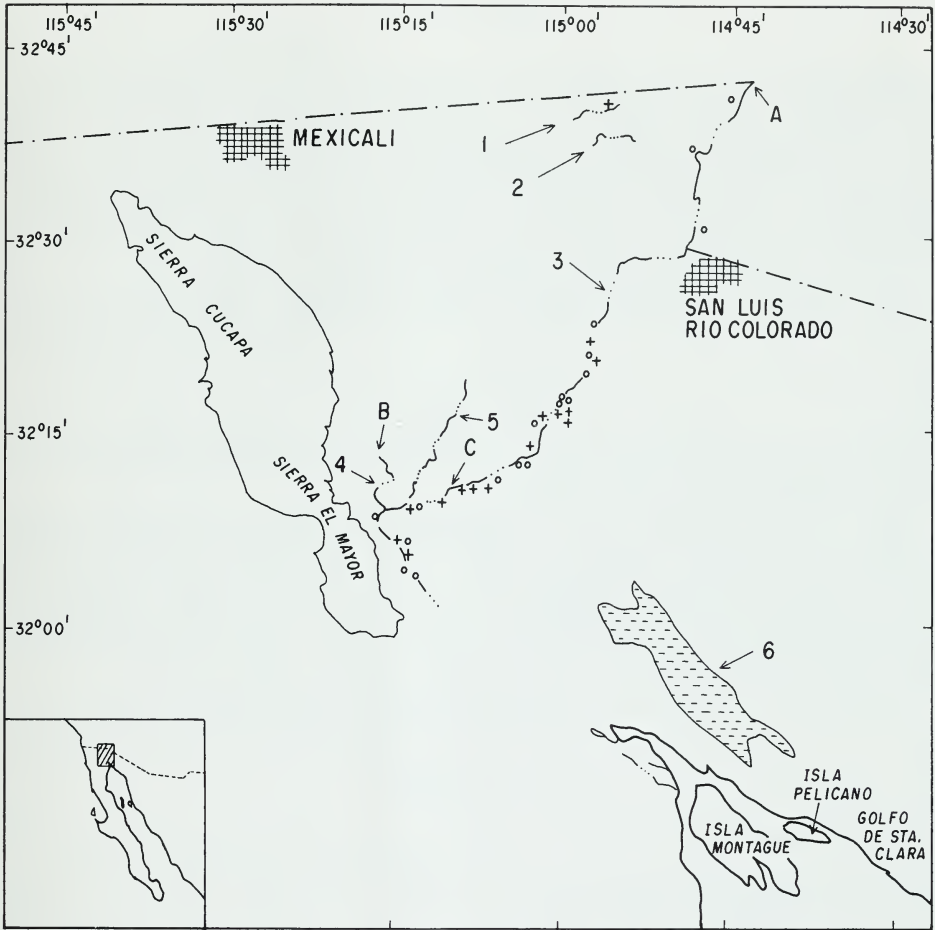 115°45'
115°30'
115°15'
115°00'
114°45'
114°30'
32°45'
A
1
MEXICALI
2
32°30'
3
SIERRA
CUCAPA
SAN LUIS
RIO COLORADO
B
5
32°15'
C
4
SIERRA EL
MAYOR
32°00'
6
ISLA
PELICANO
GOLFO
DE STA.
CLARA
ISLA
MONTAGUE